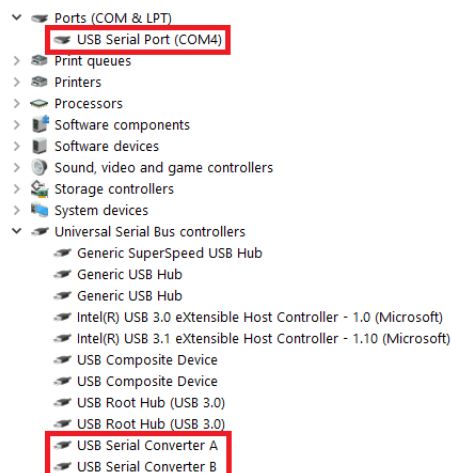 Ports (COM & LPT)
USB Serial Port (COM4)
Print queues
Printers
Processors
Software components
Software devices
Sound, video and game controllers
Storage controllers
System devices
Universal Serial Bus controllers
Generic SuperSpeed USB Hub
Generic USB Hub
Generic USB Hub
Intel(R) USB 3.0 eXtensible Host Controller - 1.0 (Microsoft)
Intel(R) USB 3.1 eXtensible Host Controller - 1.10 (Microsoft)
USB Composite Device
USB Composite Device
USB Root Hub (USB 3.0)
USB Root Hub (USB 3.0)
USB Serial Converter A
USB Serial Converter B